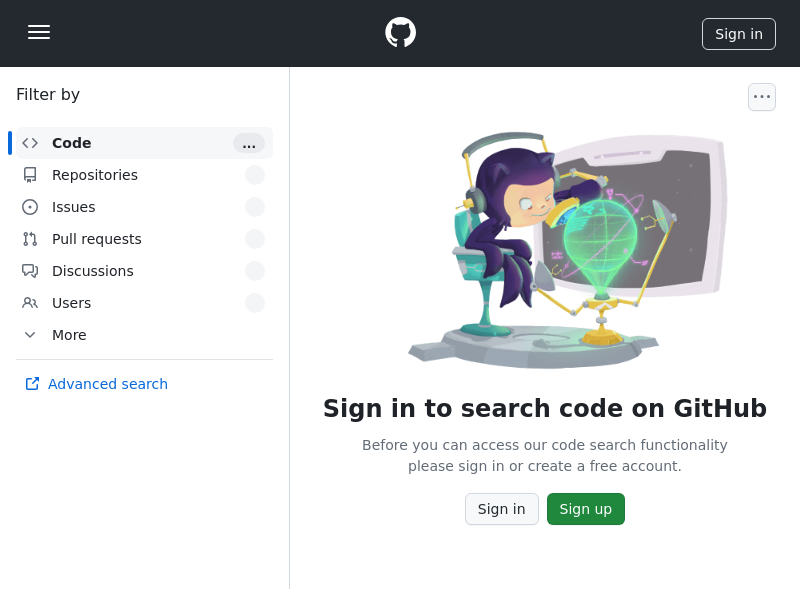 Sign in
Filter by
Code
...
Repositories
Issues
Pull requests
Discussions
Users
More
Advanced search
Sign in to search code on GitHub
Before you can access our code search functionality
please sign in or create a free account.
Sign in
Sign up